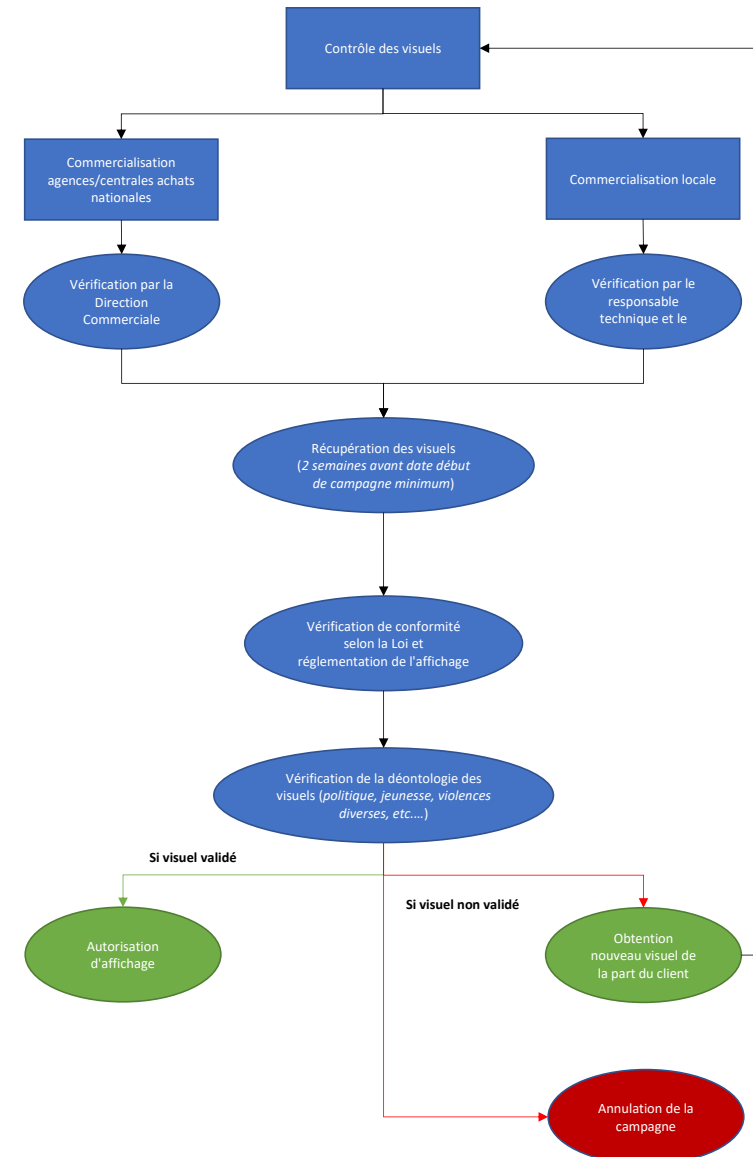 Contrôle des visuels
Commercialisation
agences/centrales achats
nationales
Commercialisation locale
Vérification par la
Direction
Commerciale
Vérification par le
responsable
technique et le
Récupération des visuels
(2 semaines avant date début
de campagne minimum)
Vérification de conformité
selon la Loi et
réglementation de l'affichage
Vérification de la déontologie des
visuels (politique, jeunesse, violences
diverses, etc....)
Si visuel validé
Si visuel non validé
Autorisation
d'affichage
Obtention
nouveau visuel de
la part du client
Annulation de la
campagne